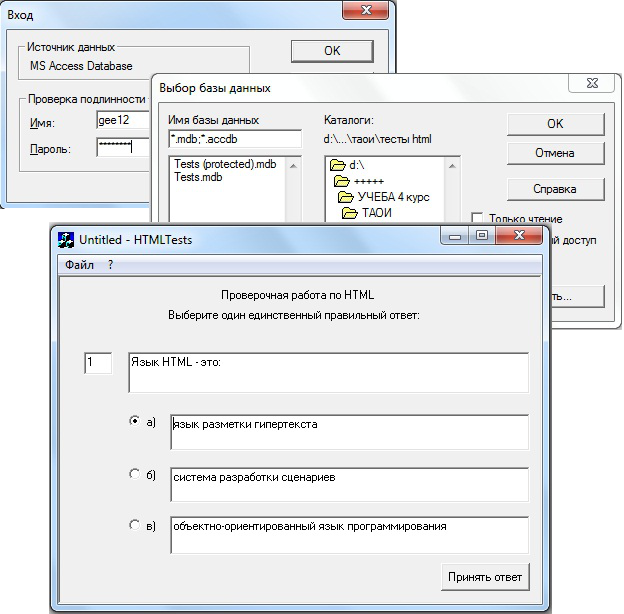 Вход
Источник данных
MS Access Database
OK
Проверка подлинности
Имя:
gee12
Пароль:
********
Выбор базы данных
Имя базы данных
*.mdb;*.accdb
Tests (protected).mdb
Tests.mdb
Каталоги:
d:\...\таои\тесты html
d:\
+++++
УЧЕБА 4 курс
ТАОИ
OK
Отмена
Справка
Только чтение
й доступ
ть...
Untitled - HTMLTests
Файл ?
Проверочная работа по HTML
Выберите один единственный правильный ответ:
1
Язык HTML - это:
а) язык разметки гипертекста
б) система разработки сценариев
в) объектно-ориентированный язык программирования
Принять ответ